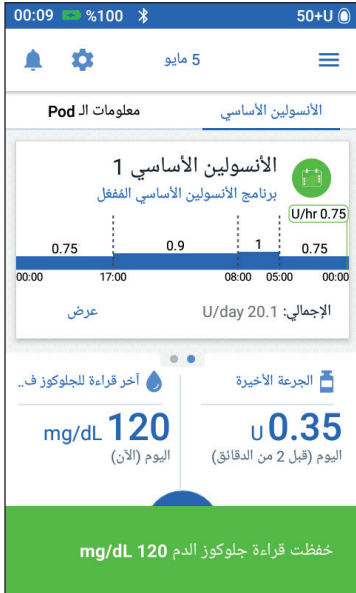 00:09 %100 50+U
5 مايو
الأنسولين الأساسي معلومات الـ Pod
الأنسولين الأساسي 1
برنامج الأنسولين الأساسي المُفعّل
U/hr 0.75
0.75 1 0.9 0.75
00:00 05:00 08:00 17:00 00:00
الإجمالي: U/day 20.1 عرض
الجرعة الأخيرة
U 0.35
اليوم (قبل 2 من الدقائق)
آخر قراءة للجلوكوز ف..
mg/dL 120
اليوم (الآن)
حُفظت قراءة جلوكوز الدم mg/dL 120